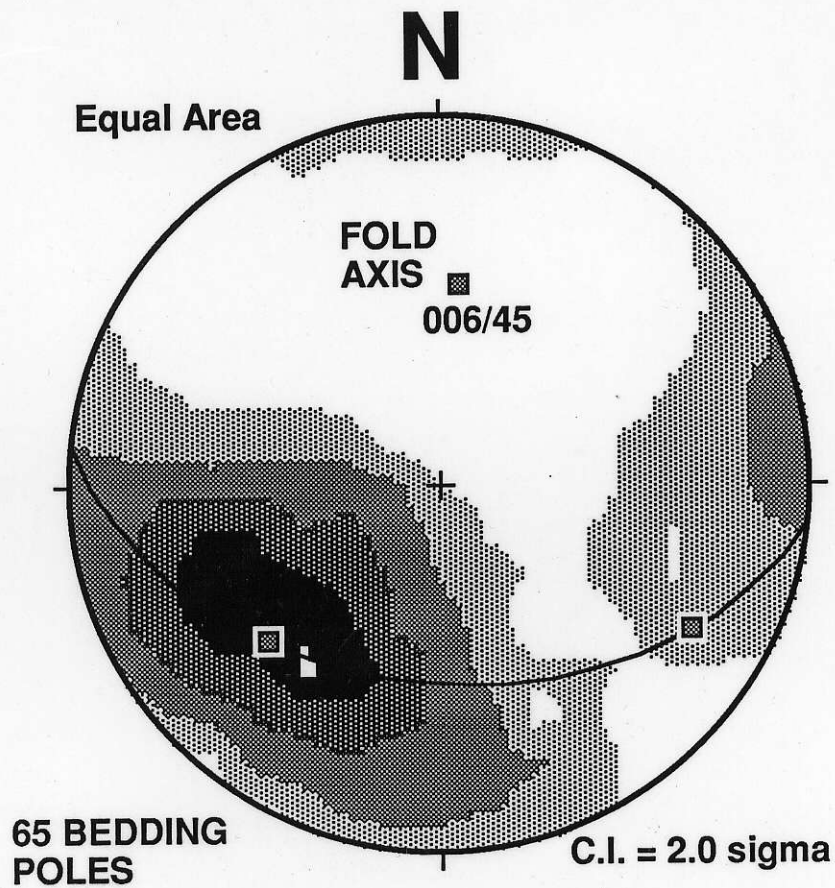 N
Equal Area
FOLD
AXIS
006/45
65 BEDDING
POLES
C.I. = 2.0 sigma